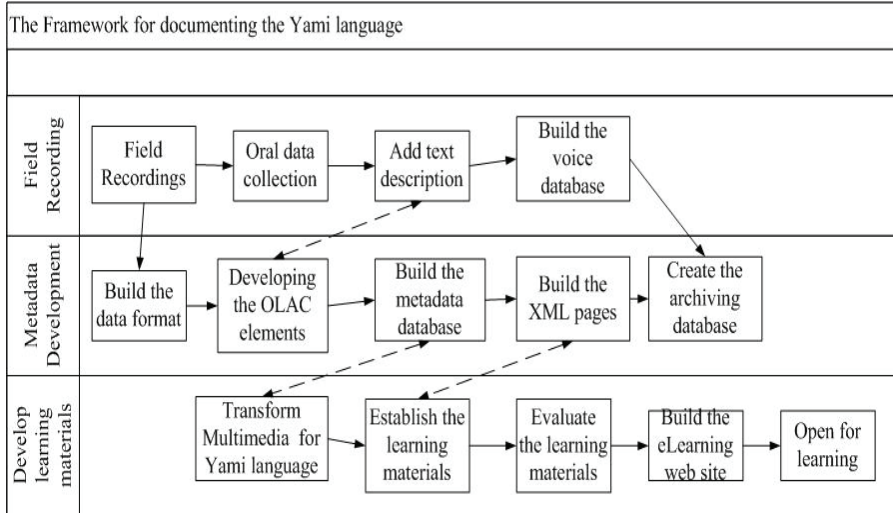 The Framework for documenting the Yami language
Field
Recording
Field
Recordings
Oral data
collection
Add text
description
Build the
voice
database
Metadata
Development
Build the
data format
Developing
the OLAC
elements
Build the
metadata
database
Build the
XML pages
Create the
archiving
database
Develop
learning
materials
Transform
Multimedia for
Yami language
Establish the
learning
materials
Evaluate
the learning
materials
Build the
eLearning
web site
Open for
learning